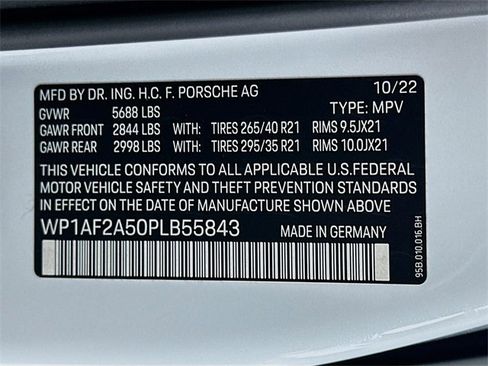 MFD BY DR. ING. H.C. F. PORSCHE AG 10/22
GVWR 5688 LBS TYPE: MPV
GAWR FRONT 2844 LBS WITH: TIRES 265/40 R21 RIMS 9.5JX21
GAWR REAR 2998 LBS WITH: TIRES 295/35 R21 RIMS 10.0JX21
THIS VEHICLE CONFORMS TO ALL APPLICABLE U.S.FEDERAL
MOTOR VEHICLE SAFETY AND THEFT PREVENTION STANDARDS
IN EFFECT ON THE DATE OF MANUFACTURE SHOWN ABOVE.
WP1AF2A50PLB55843 MADE IN GERMANY
95B.010.016.BH